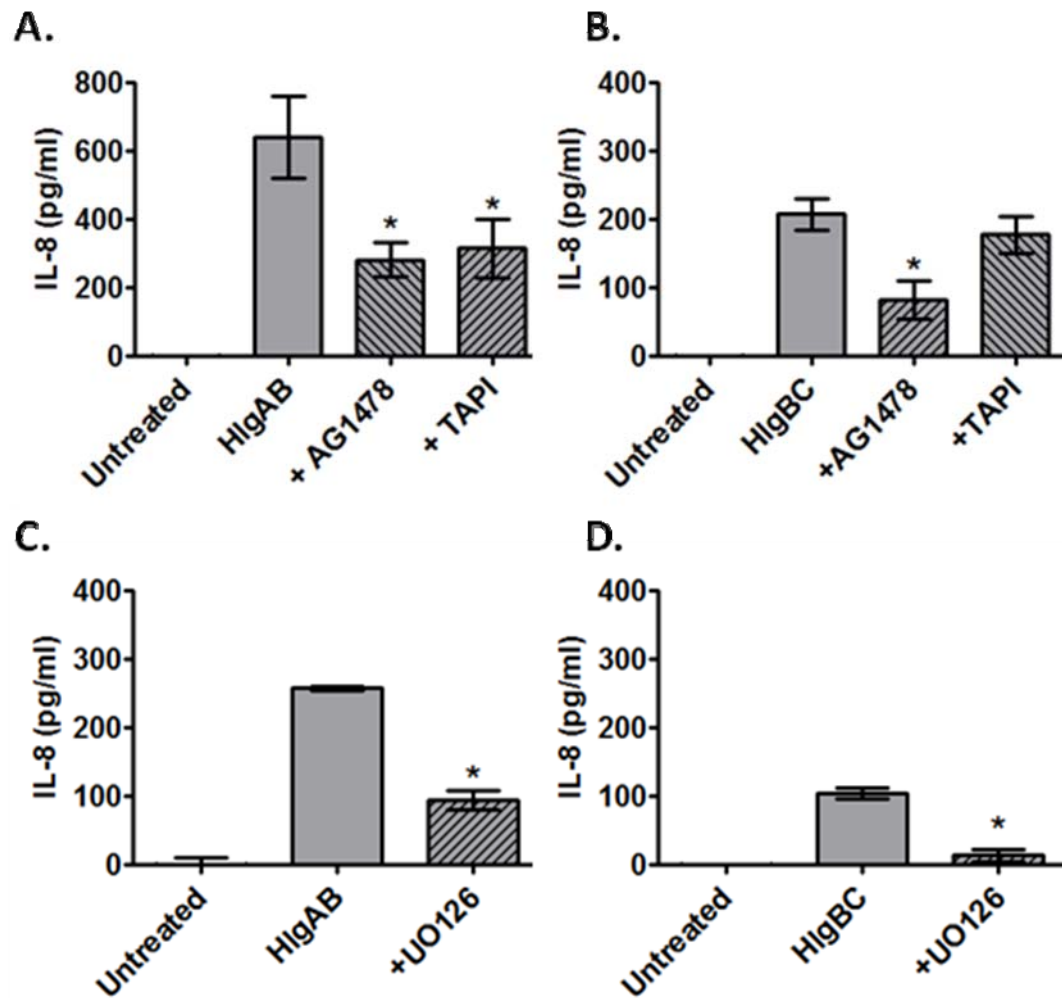 A.
IL-8 (pg/ml)
800
600
400
200
0
*
*
Untreated
HlgAB
+ AG1478
+ TAPI
B.
IL-8 (pg/ml)
400
300
200
100
0
*
Untreated
HlgBC
+AG1478
+TAPI
C.
IL-8 (pg/ml)
400
300
200
100
0
*
Untreated
HlgAB
+UO126
D.
IL-8 (pg/ml)
400
300
200
100
0
*
Untreated
HlgBC
+UO126